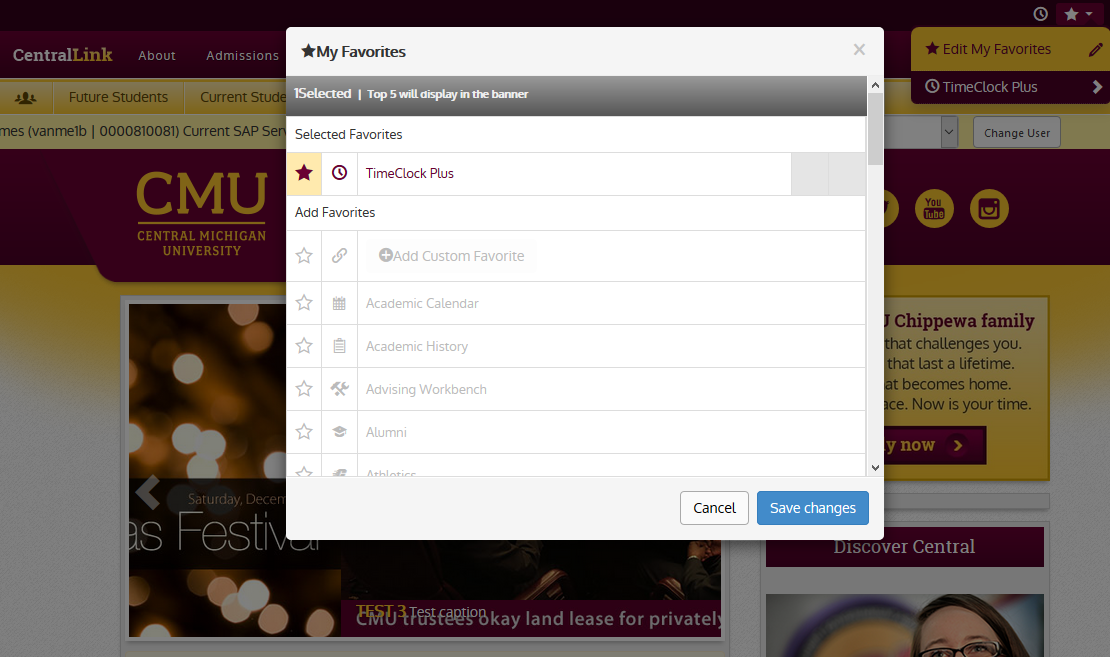 CentralLink
About
Admissions
Edit My Favorites
TimeClock Plus
Future Students
Current Stude
mes (vanme1b | 0000810081) Current SAP Serv
Change User
CMU
CENTRAL MICHIGAN
UNIVERSITY
You
Tube
My Favorites
×
1Selected | Top 5 will display in the banner
Selected Favorites
TimeClock Plus
Add Favorites
Add Custom Favorite
Academic Calendar
Academic History
Advising Workbench
Alumni
Athletics
Cancel
Save changes
Saturday, Decem
as Festival
TEST 3 Test caption
CMU trustees okay land lease for privately
J Chippewa family
that challenges you.
that last a lifetime.
at becomes home.
ace. Now is your time.
ly now
Discover Central